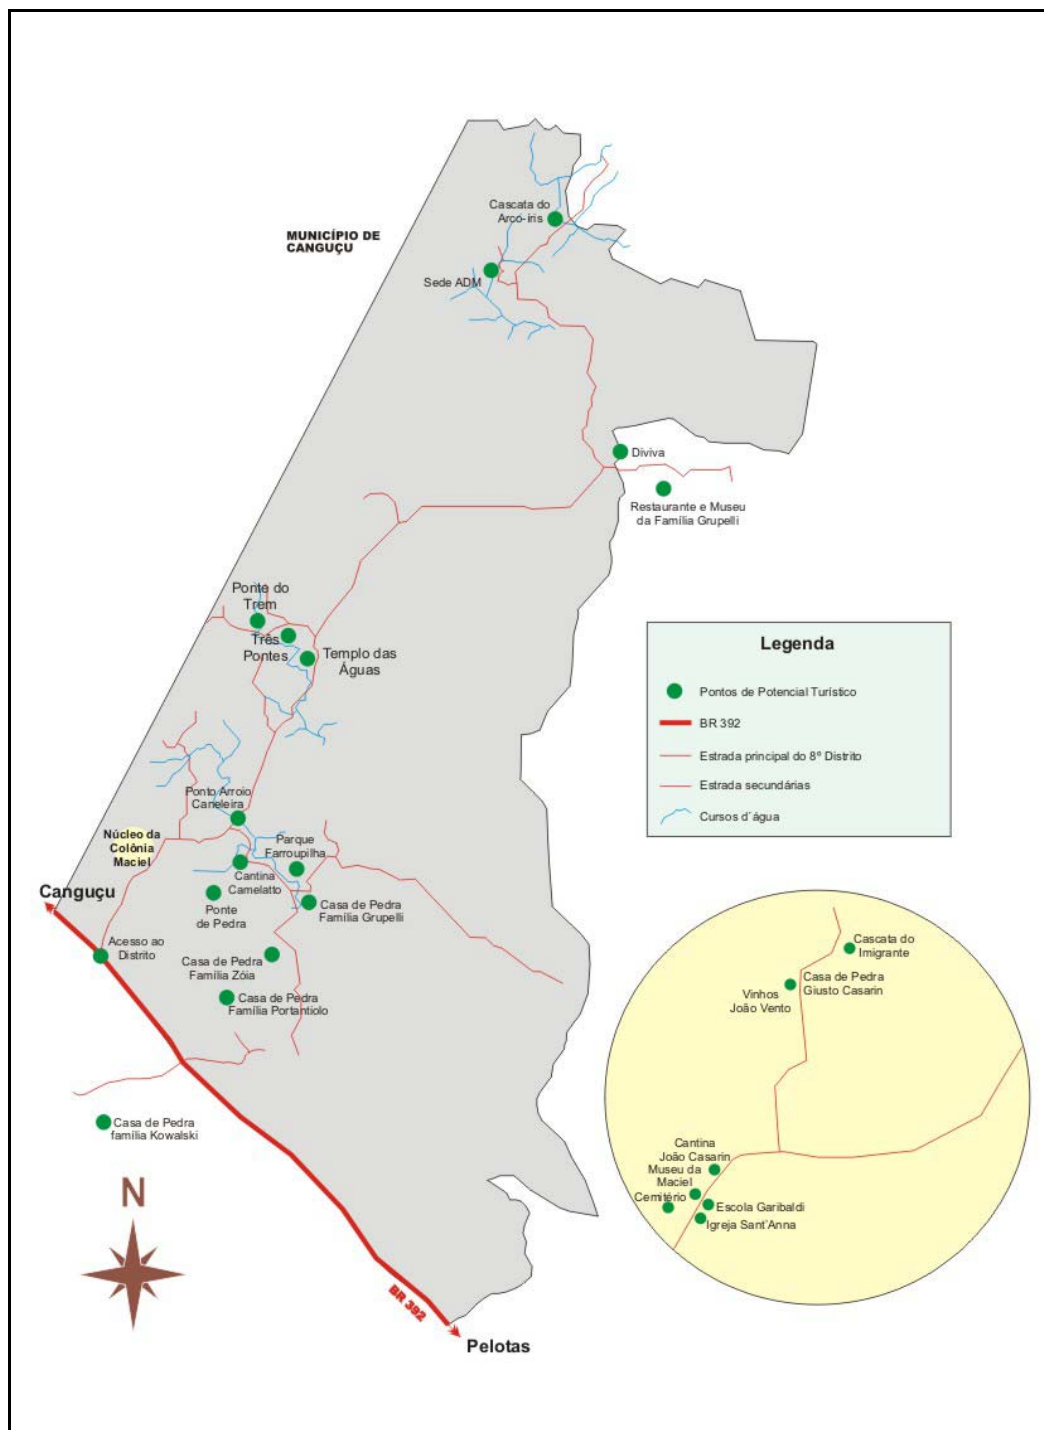 Cascata do
Arco-íris
MUNICÍPIO DE
CANGUÇU
Sede ADM
Diviva
Restaurante e Museu
da Família Grupelli
Ponte do
Trem
Três
Pontes
Templo das
Águas
Legenda
Pontos de Potencial Turístico
BR 392
Estrada principal do 8º Distrito
Estrada secundárias
Cursos d´água
Ponto Arroio
Caneleira
Núcleo da
Colônia
Maciel
Parque
Farroupilha
Cantina
Camelatto
Canguçu
Ponte
de Pedra
Casa de Pedra
Família Grupelli
Acesso ao
Distrito
Casa de Pedra
Família Zóia
Casa de Pedra
Família Portantiolo
Casa de Pedra
família Kowalski
Cascata do
Imigrante
Casa de Pedra
Giusto Casarin
Vinhos
João Vento
Cantina
João Casarin
Museu da
Maciel
Cemitério
Escola Garibaldi
Igreja Sant'Anna
N
BR 392
Pelotas